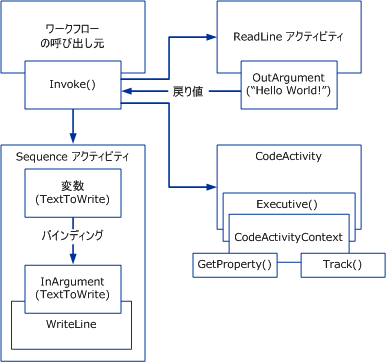 ワークフロー
の呼び出し元
Invoke()
ReadLine アクティビティ
OutArgument
("Hello World!")
戻り値
Sequence アクティビティ
変数
(TextToWrite)
バインディング
InArgument
(TextToWrite)
WriteLine
CodeActivity
Executive()
CodeActivityContext
GetProperty()
Track()